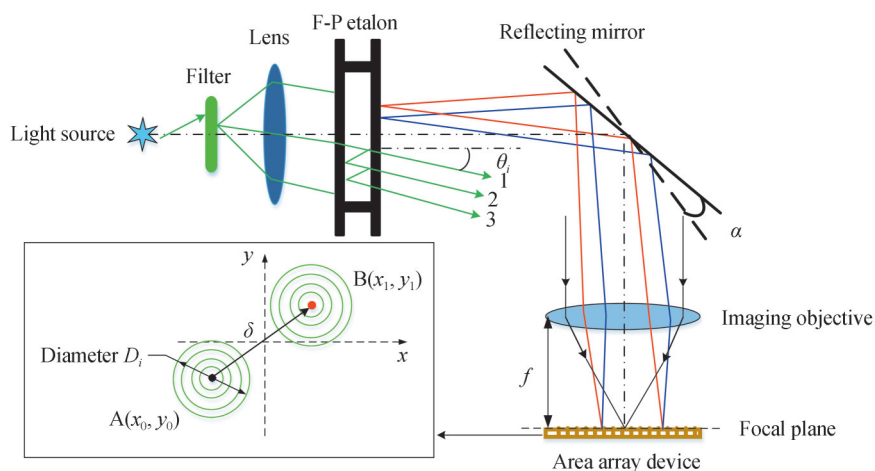 F-P etalon
Lens
Reflecting mirror
Filter
Light source
θi
1
2
3
α
y
B(x1, y1)
δ
x
Diameter Di
A(x0, y0)
Imaging objective
f
Focal plane
Area array device